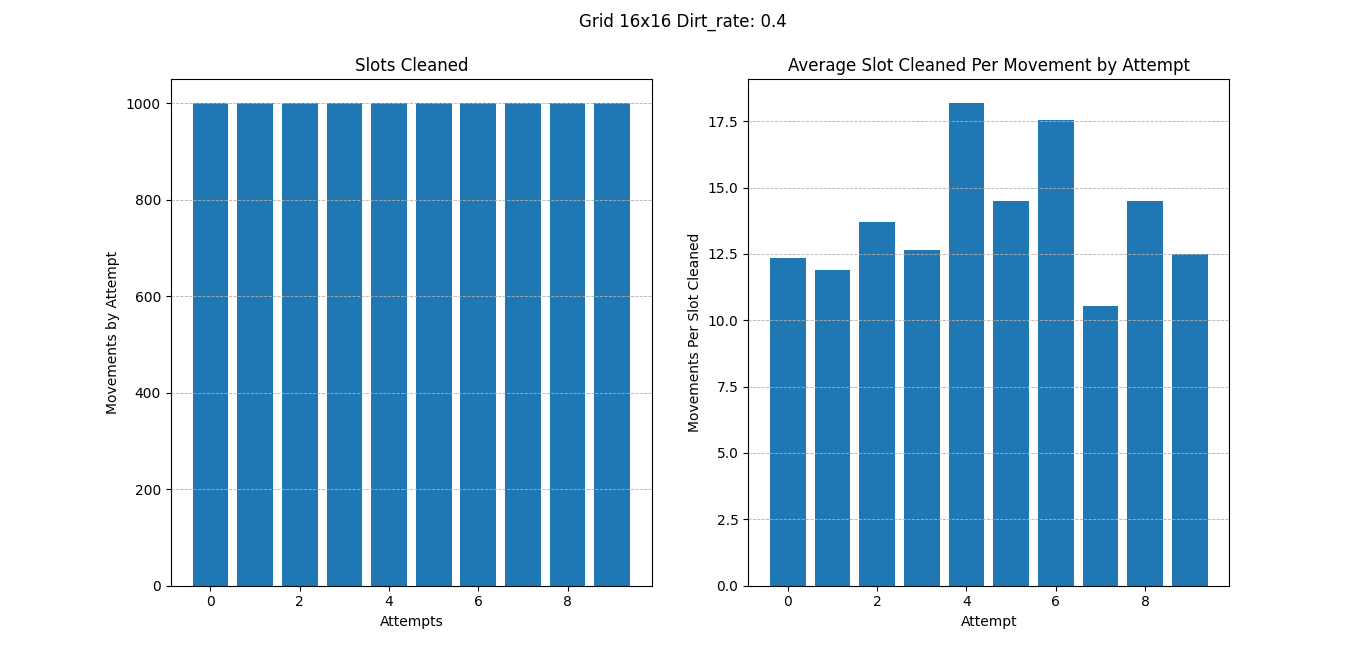 Grid 16x16 Dirt_rate: 0.4
Slots Cleaned
Movements by Attempt
1000
800
600
400
200
0
0 2 4 6 8
Attempts
Average Slot Cleaned Per Movement by Attempt
Movements Per Slot Cleaned
17.5
15.0
12.5
10.0
7.5
5.0
2.5
0.0
0 2 4 6 8
Attempt